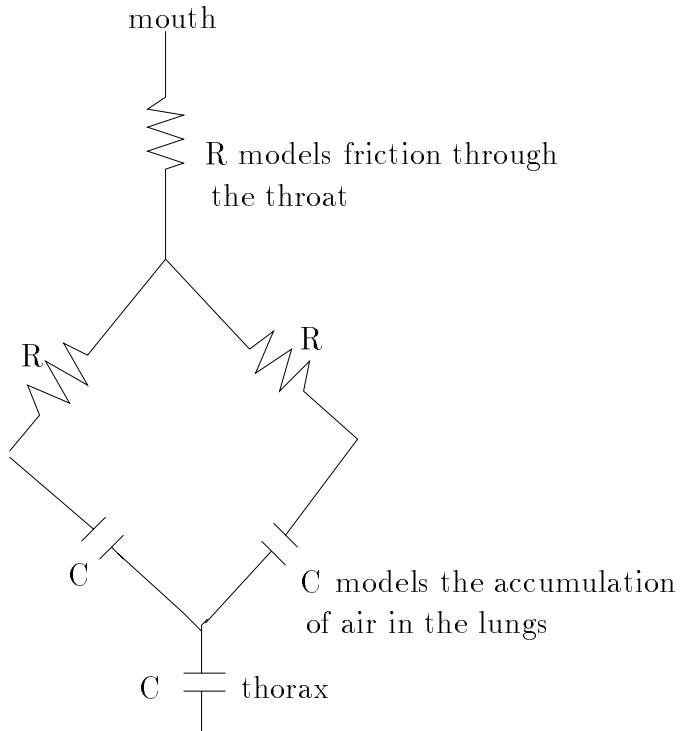 mouth
R models friction through
the throat
R
R
C
C models the accumulation
of air in the lungs
C thorax